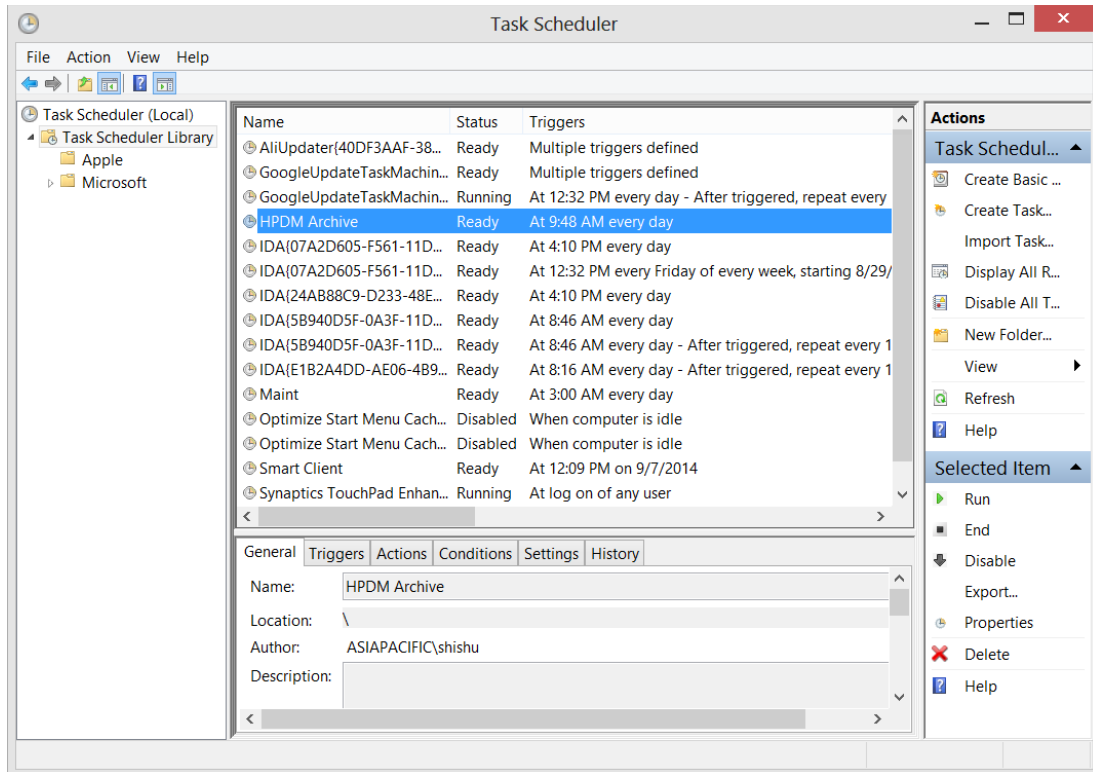 Task Scheduler
File Action View Help
Task Scheduler (Local)
Task Scheduler Library
Apple
Microsoft
Name Status Triggers
AliUpdater{40DF3AAF-38... Ready Multiple triggers defined
GoogleUpdateTaskMachin... Ready Multiple triggers defined
GoogleUpdateTaskMachin... Running At 12:32 PM every day - After triggered, repeat every
HPDM Archive Ready At 9:48 AM every day
IDA{07A2D605-F561-11D... Ready At 4:10 PM every day
IDA{07A2D605-F561-11D... Ready At 12:32 PM every Friday of every week, starting 8/29/
IDA{24AB88C9-D233-48E... Ready At 4:10 PM every day
IDA{5B940D5F-0A3F-11D... Ready At 8:46 AM every day
IDA{5B940D5F-0A3F-11D... Ready At 8:46 AM every day - After triggered, repeat every 1
IDA{E1B2A4DD-AE06-4B9... Ready At 8:16 AM every day - After triggered, repeat every 1
Maint Ready At 3:00 AM every day
Optimize Start Menu Cach... Disabled When computer is idle
Optimize Start Menu Cach... Disabled When computer is idle
Smart Client Ready At 12:09 PM on 9/7/2014
Synaptics TouchPad Enhan... Running At log on of any user
General Triggers Actions Conditions Settings History
Name: HPDM Archive
Location: \
Author: ASIAPACIFIC\shishu
Description:
Actions
Task Schedul...
Create Basic ...
Create Task...
Import Task...
Display All R...
Disable All T...
New Folder...
View
Refresh
Help
Selected Item
Run
End
Disable
Export...
Properties
Delete
Help